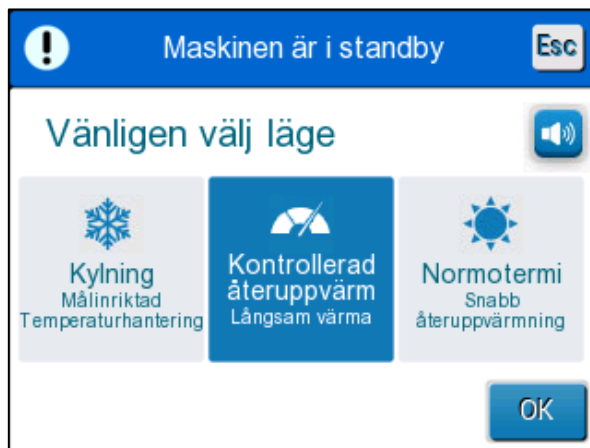 Maskinen är i standby
Esc
Vänligen välj läge
Kylning
Målinriktad
Temperaturhantering
Kontrollerad
återuppvärm
Långsam värma
Normotermi
Snabb
återuppvärmning
OK